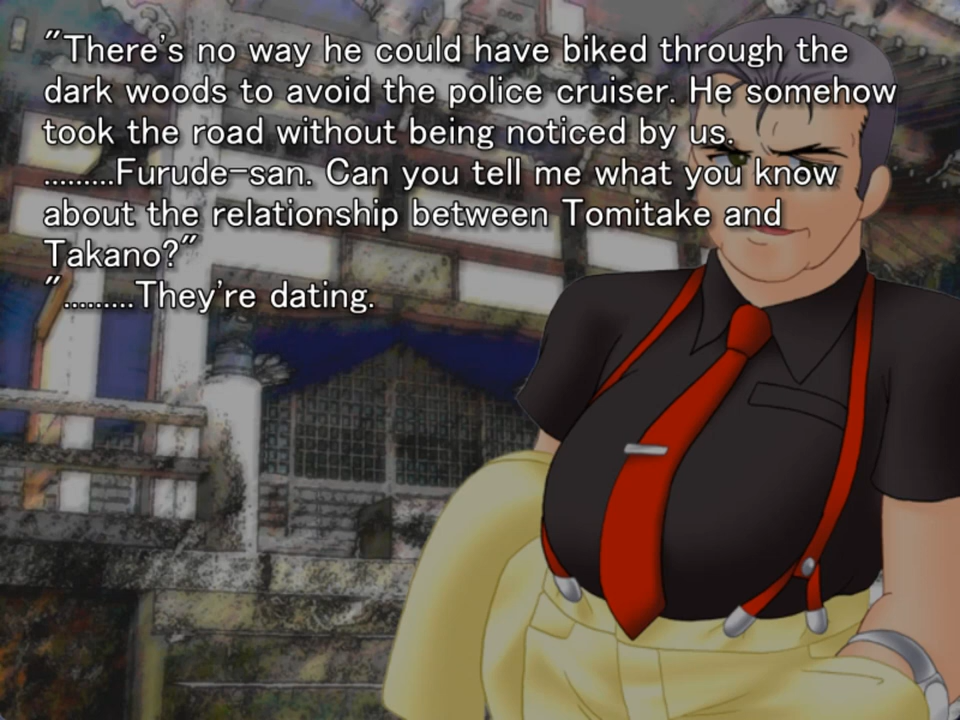 "There's no way he could have biked through the
dark woods to avoid the police cruiser. He somehow
took the road without being noticed by us.
.........Furude-san. Can you tell me what you know
about the relationship between Tomitake and
Takano?"
".........They're dating.